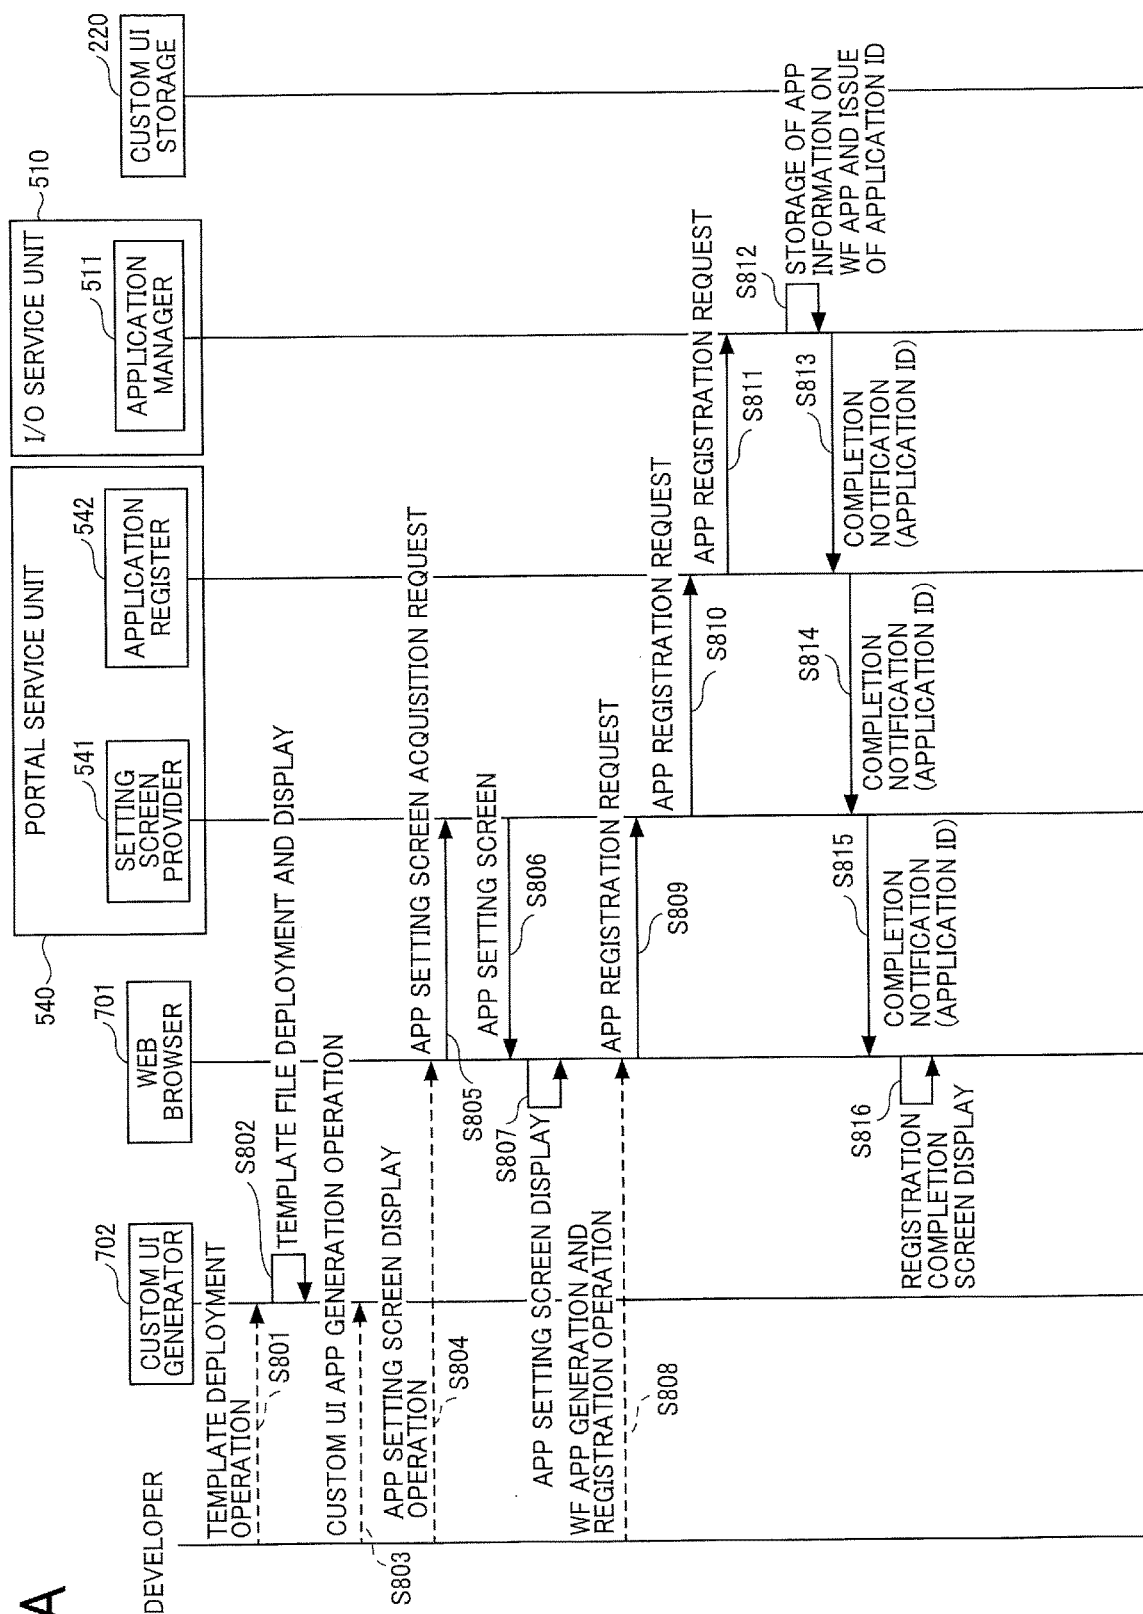 A
DEVELOPER
702
CUSTOM UI
GENERATOR
701
WEB
BROWSER
540
PORTAL SERVICE UNIT
541
SETTING
SCREEN
PROVIDER
542
APPLICATION
REGISTER
510
I/O SERVICE UNIT
511
APPLICATION
MANAGER
220
CUSTOM UI
STORAGE
TEMPLATE DEPLOYMENT
OPERATION
S801
S802
TEMPLATE FILE DEPLOYMENT AND DISPLAY
CUSTOM UI APP GENERATION OPERATION
S803
APP SETTING SCREEN DISPLAY
OPERATION
S804
APP SETTING SCREEN ACQUISITION REQUEST
S805
APP SETTING SCREEN
S806
S807
APP SETTING SCREEN DISPLAY
WF APP GENERATION AND
REGISTRATION OPERATION
S808
APP REGISTRATION REQUEST
S809
APP REGISTRATION REQUEST
S810
APP REGISTRATION REQUEST
S811
S812
STORAGE OF APP
INFORMATION ON
WF APP AND ISSUE
OF APPLICATION ID
S813
COMPLETION
NOTIFICATION
(APPLICATION ID)
S814
COMPLETION
NOTIFICATION
(APPLICATION ID)
S815
COMPLETION
NOTIFICATION
(APPLICATION ID)
S816
REGISTRATION
COMPLETION
SCREEN DISPLAY